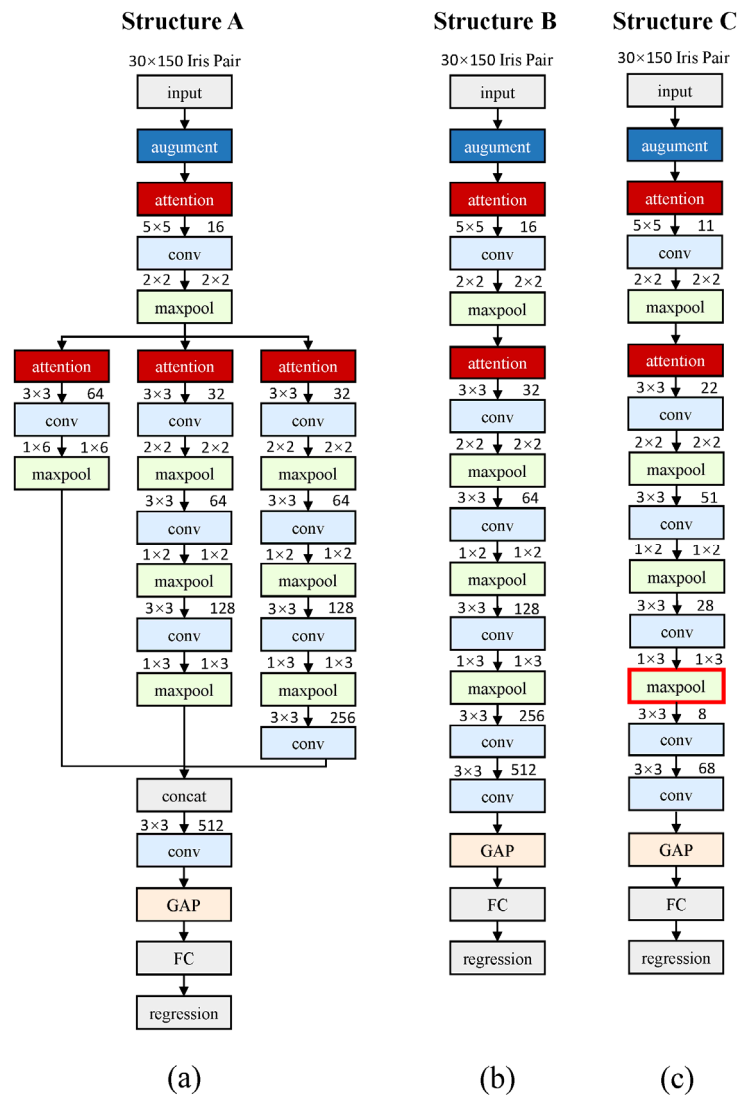 Structure A
30×150 Iris Pair
input
augument
attention
5×5 16
conv
2×2 2×2
maxpool
attention
3×3 64
conv
1×6 1×6
maxpool
attention
3×3 32
conv
2×2 2×2
maxpool
3×3 64
conv
1×2 1×2
maxpool
3×3 128
conv
1×3 1×3
maxpool
attention
3×3 32
conv
2×2 2×2
maxpool
3×3 64
conv
1×2 1×2
maxpool
3×3 128
conv
1×3 1×3
maxpool
3×3 256
conv
concat
3×3 512
conv
GAP
FC
regression
(a)
Structure B
30×150 Iris Pair
input
augument
attention
5×5 16
conv
2×2 2×2
maxpool
attention
3×3 32
conv
2×2 2×2
maxpool
3×3 64
conv
1×2 1×2
maxpool
3×3 128
conv
1×3 1×3
maxpool
3×3 256
conv
3×3 512
conv
GAP
FC
regression
(b)
Structure C
30×150 Iris Pair
input
augument
attention
5×5 11
conv
2×2 2×2
maxpool
attention
3×3 22
conv
2×2 2×2
maxpool
3×3 51
conv
1×2 1×2
maxpool
3×3 28
conv
1×3 1×3
maxpool
3×3 8
conv
3×3 68
conv
GAP
FC
regression
(c)